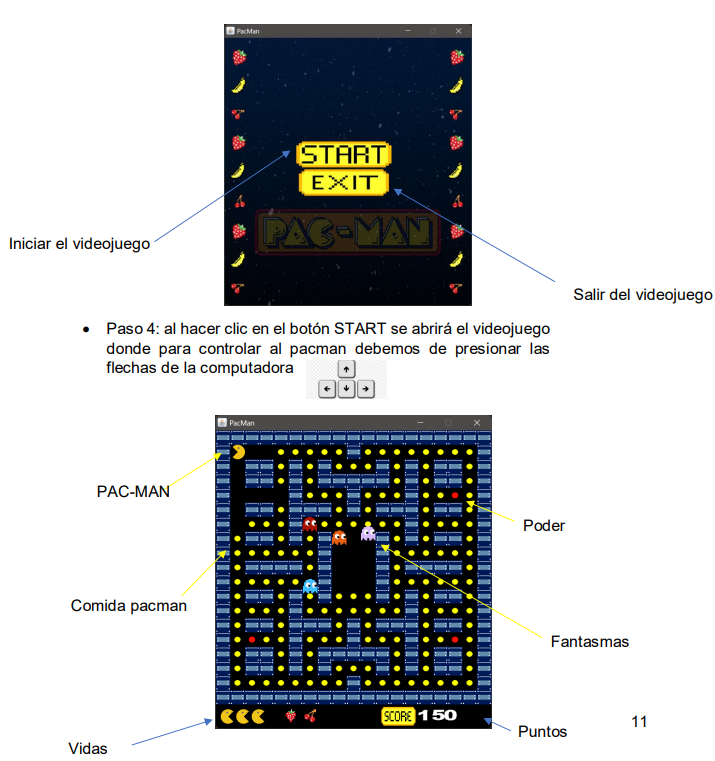 PacMan
START
EXIT
PAC-MAN
Iniciar el videojuego
Salir del videojuego
• Paso 4: al hacer clic en el botón START se abrirá el videojuego
donde para controlar al pacman debemos de presionar las
flechas de la computadora
PacMan
PAC-MAN
Poder
Comida pacman
Fantasmas
SCORE 150
11
Puntos
Vidas